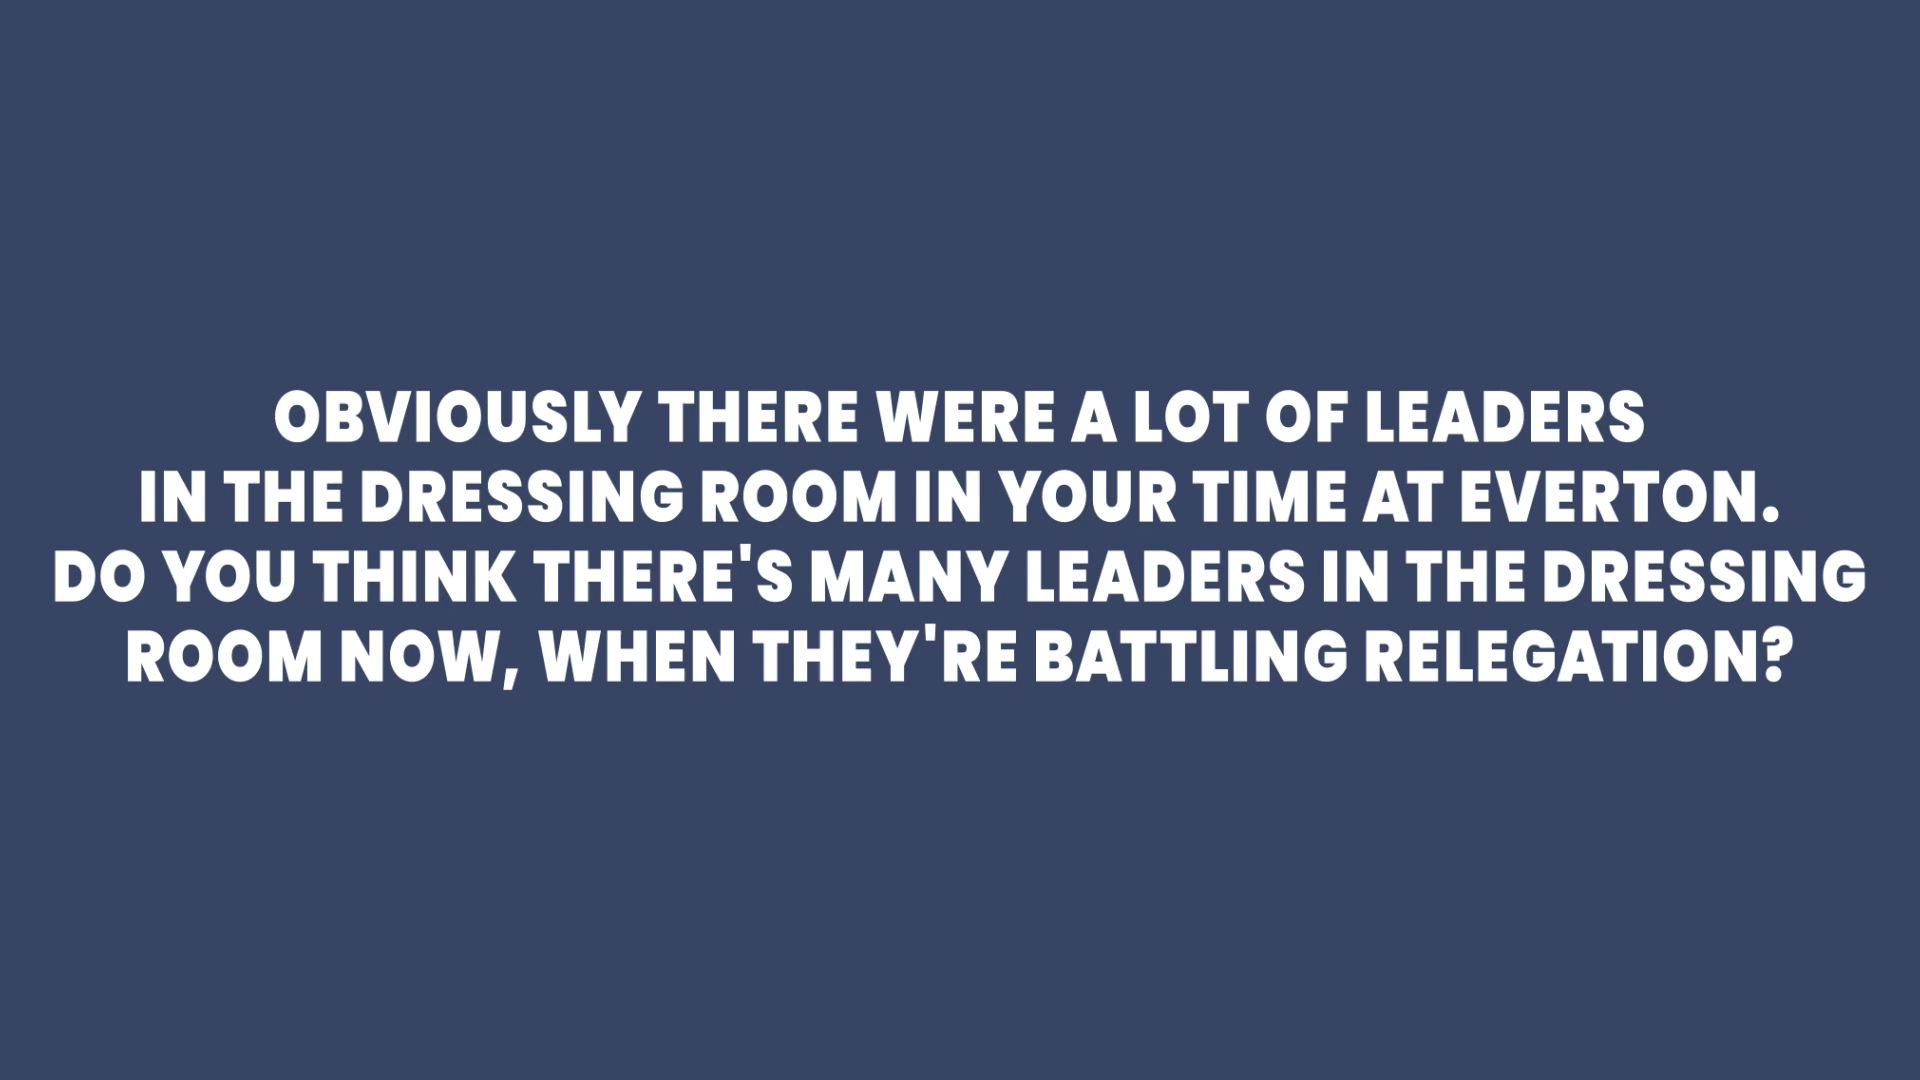 OBVIOUSLY THERE WERE A LOT OF LEADERS
IN THE DRESSING ROOM IN YOUR TIME AT EVERTON.
DO YOU THINK THERE'S MANY LEADERS IN THE DRESSING
ROOM NOW, WHEN THEY'RE BATTLING RELEGATION?